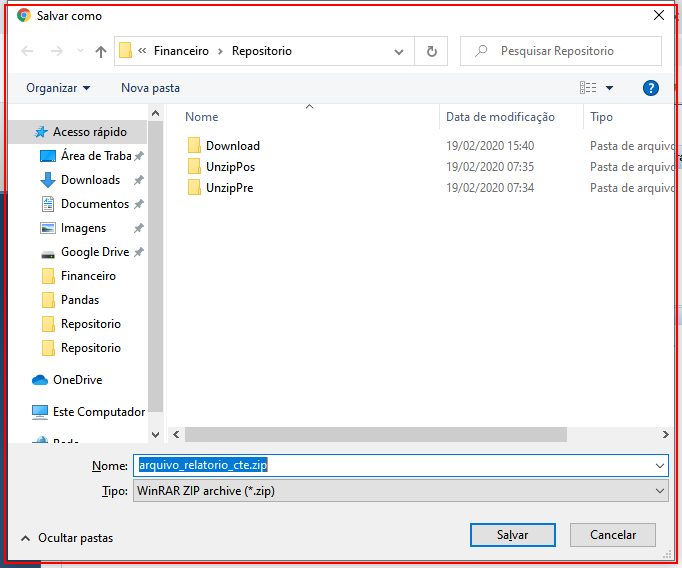 Salvar como
« Financeiro Repositorio
Pesquisar Repositorio
Organizar Nova pasta
Nome Data de modificação Tipo
Download 19/02/2020 15:40 Pasta de arquivo
UnzipPos 19/02/2020 07:35 Pasta de arquivo
UnzipPre 19/02/2020 07:34 Pasta de arquivo
Acesso rápido
Área de Traba
Downloads
Documentos
Imagens
Google Drive
Financeiro
Pandas
Repositorio
Repositorio
OneDrive
Este Computador
Nome: arquivo_relatorio_cte.zip
Tipo: WinRAR ZIP archive (*.zip)
Ocultar pastas
Salvar Cancelar